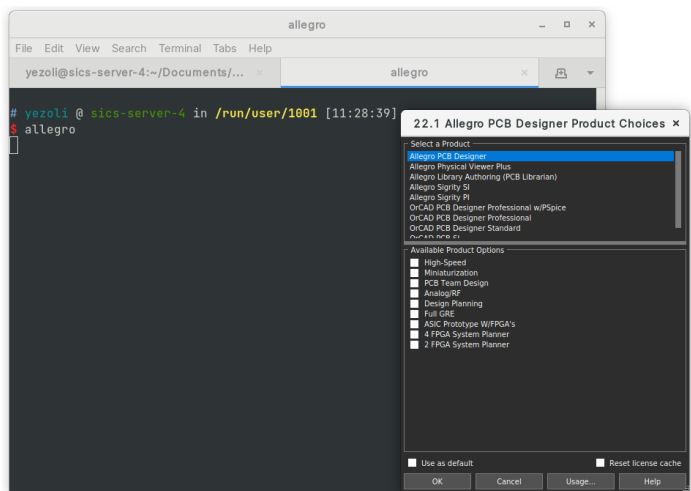 allegro
File Edit View Search Terminal Tabs Help
yezoli@sics-server-4:~/Documents/... ×
allegro ×
# yezoli @ sics-server-4 in /run/user/1001 [11:28:39]
$ allegro
22.1 Allegro PCB Designer Product Choices ×
Select a Product
Allegro PCB Designer
Allegro Physical Viewer Plus
Allegro Library Authoring (PCB Librarian)
Allegro Sigrity SI
Allegro Sigrity PI
OrCAD PCB Designer Professional w/PSpice
OrCAD PCB Designer Professional
OrCAD PCB Designer Standard
OrCAD PCB SI
Available Product Options
High-Speed
Miniaturization
PCB Team Design
Analog/RF
Design Planning
Full GRE
ASIC Prototype W/FPGA's
4 FPGA System Planner
2 FPGA System Planner
Use as default
Reset license cache
OK
Cancel
Usage...
Help